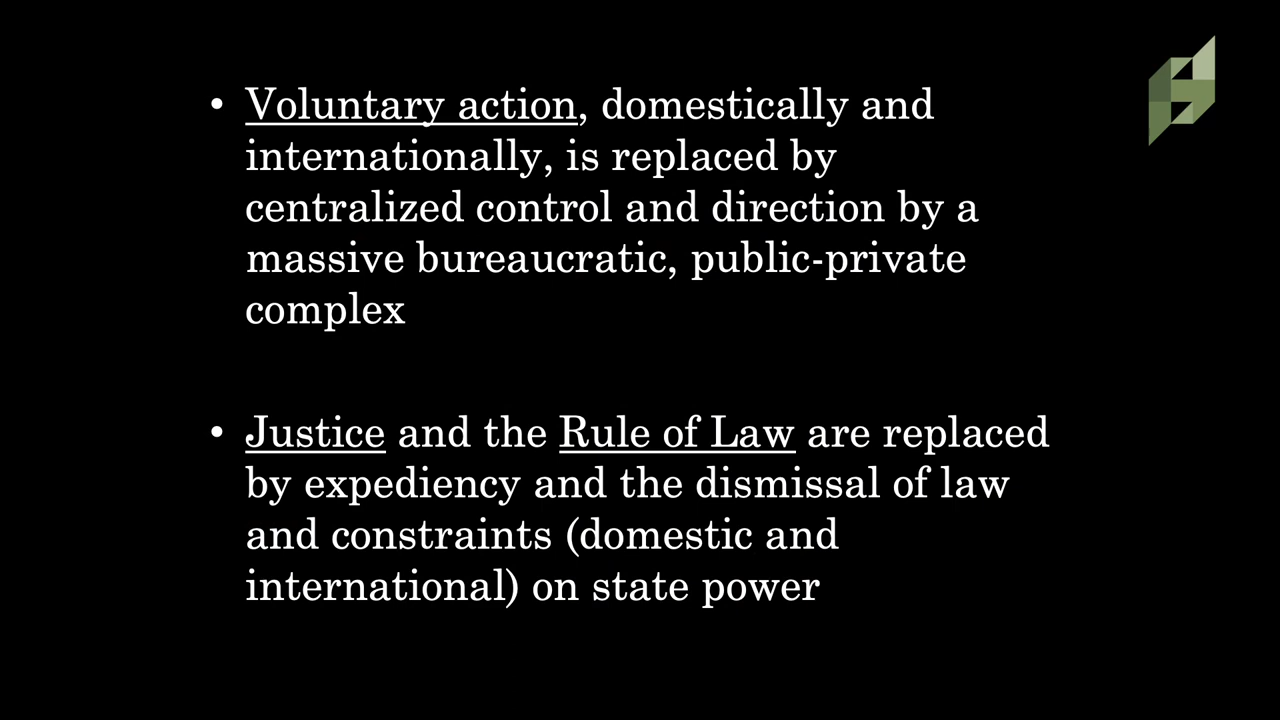 • Voluntary action, domestically and
internationally, is replaced by
centralized control and direction by a
massive bureaucratic, public-private
complex
• Justice and the Rule of Law are replaced
by expediency and the dismissal of law
and constraints (domestic and
international) on state power